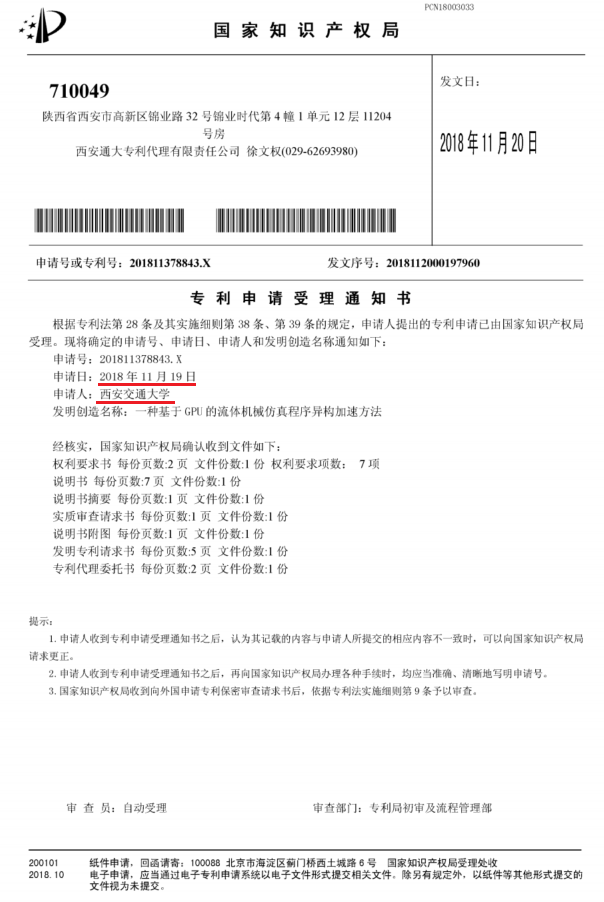 PCN18003033
国家知识产权局
710049
陕西省西安市高新区锦业路 32 号锦业时代第 4 幢 1 单元 12 层 11204
号房
西安通大专利代理有限责任公司 徐文权(029-62693980)
发文日：
2018 年 11 月 20 日
申请号或专利号：201811378843.X
发文序号：2018112000197960
专利申请受理通知书
根据专利法第 28 条及其实施细则第 38 条、第 39 条的规定，申请人提出的专利申请已由国家知识产权局
受理。现将确定的申请号、申请日、申请人和发明创造名称通知如下：
申请号：201811378843.X
申请日：2018 年 11 月 19 日
申请人：西安交通大学
发明创造名称：一种基于 GPU 的流体机械仿真程序异构加速方法
经核实，国家知识产权局确认收到文件如下：
权利要求书 每份页数:2 页 文件份数:1 份 权利要求项数： 7 项
说明书 每份页数:7 页 文件份数:1 份
说明书摘要 每份页数:1 页 文件份数:1 份
实质审查请求书 每份页数:1 页 文件份数:1 份
说明书附图 每份页数:1 页 文件份数:1 份
发明专利请求书 每份页数:5 页 文件份数:1 份
专利代理委托书 每份页数:2 页 文件份数:1 份
提示：
1.申请人收到专利申请受理通知书之后，认为其记载的内容与申请人所提交的相应内容不一致时，可以向国家知识产权局
请求更正。
2.申请人收到专利申请受理通知书之后，再向国家知识产权局办理各种手续时，均应当准确、清晰地写明申请号。
3.国家知识产权局收到向外国申请专利保密审查请求书后，依据专利法实施细则第 9 条予以审查。
审 查 员：自动受理
审查部门：专利局初审及流程管理部
200101 纸件申请，回函请寄：100088 北京市海淀区蓟门桥西土城路 6 号 国家知识产权局受理处收
2018.10 电子申请，应当通过电子专利申请系统以电子文件形式提交相关文件。除另有规定外，以纸件等其他形式提交的
文件视为未提交。